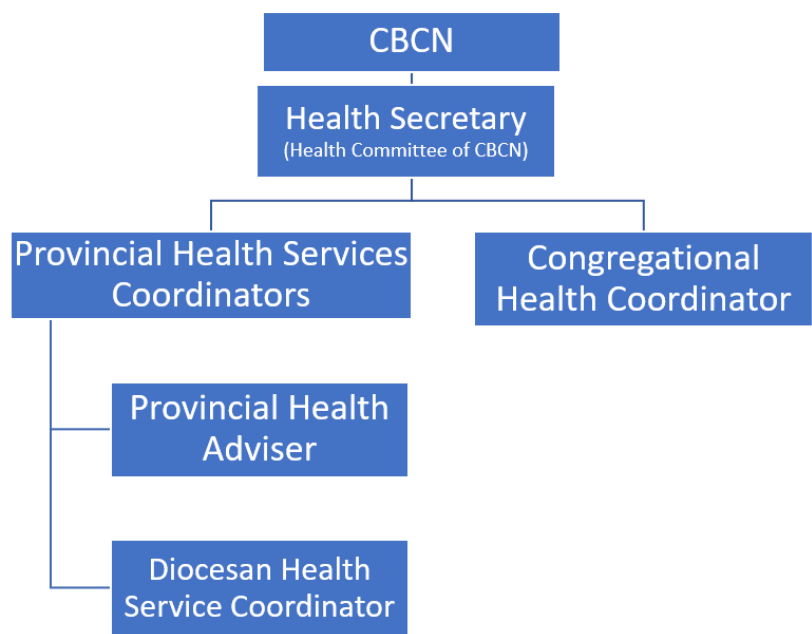 CBCN
Health Secretary
(Health Committee of CBCN)
Provincial Health Services
Coordinators
Congregational
Health Coordinator
Provincial Health
Adviser
Diocesan Health
Service Coordinator